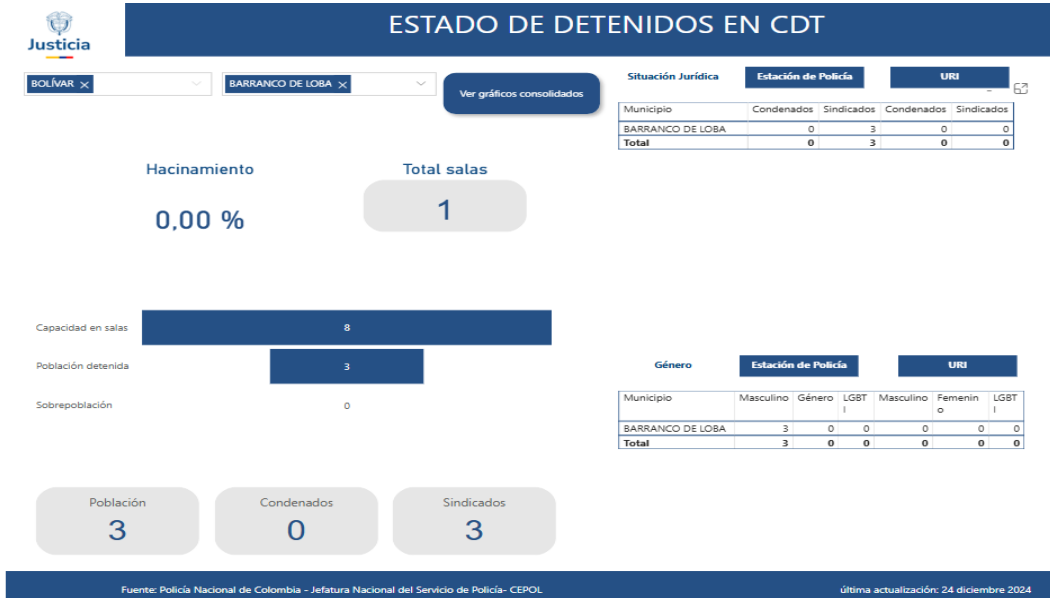 Justicia
ESTADO DE DETENIDOS EN CDT
BOLÍVAR
BARRANCO DE LOBA
Ver gráficos consolidados
Situación Jurídica Estación de Policía URI
Municipio Condenados Sindicados Condenados Sindicados
BARRANCO DE LOBA 0 3 0 0
Total 0 3 0 0
Hacinamiento
0,00 %
Total salas
1
Capacidad en salas 8
Población detenida 3
Sobrepoblación 0
Género Estación de Policía URI
Municipio Masculino Género LGBT Masculino Femenin LGBT
I o I
BARRANCO DE LOBA 3 0 0 0 0 0
Total 3 0 0 0 0 0
Población
3
Condenados
0
Sindicados
3
Fuente: Policía Nacional de Colombia - Jefatura Nacional del Servicio de Policía- CEPOL
última actualización: 24 diciembre 2024